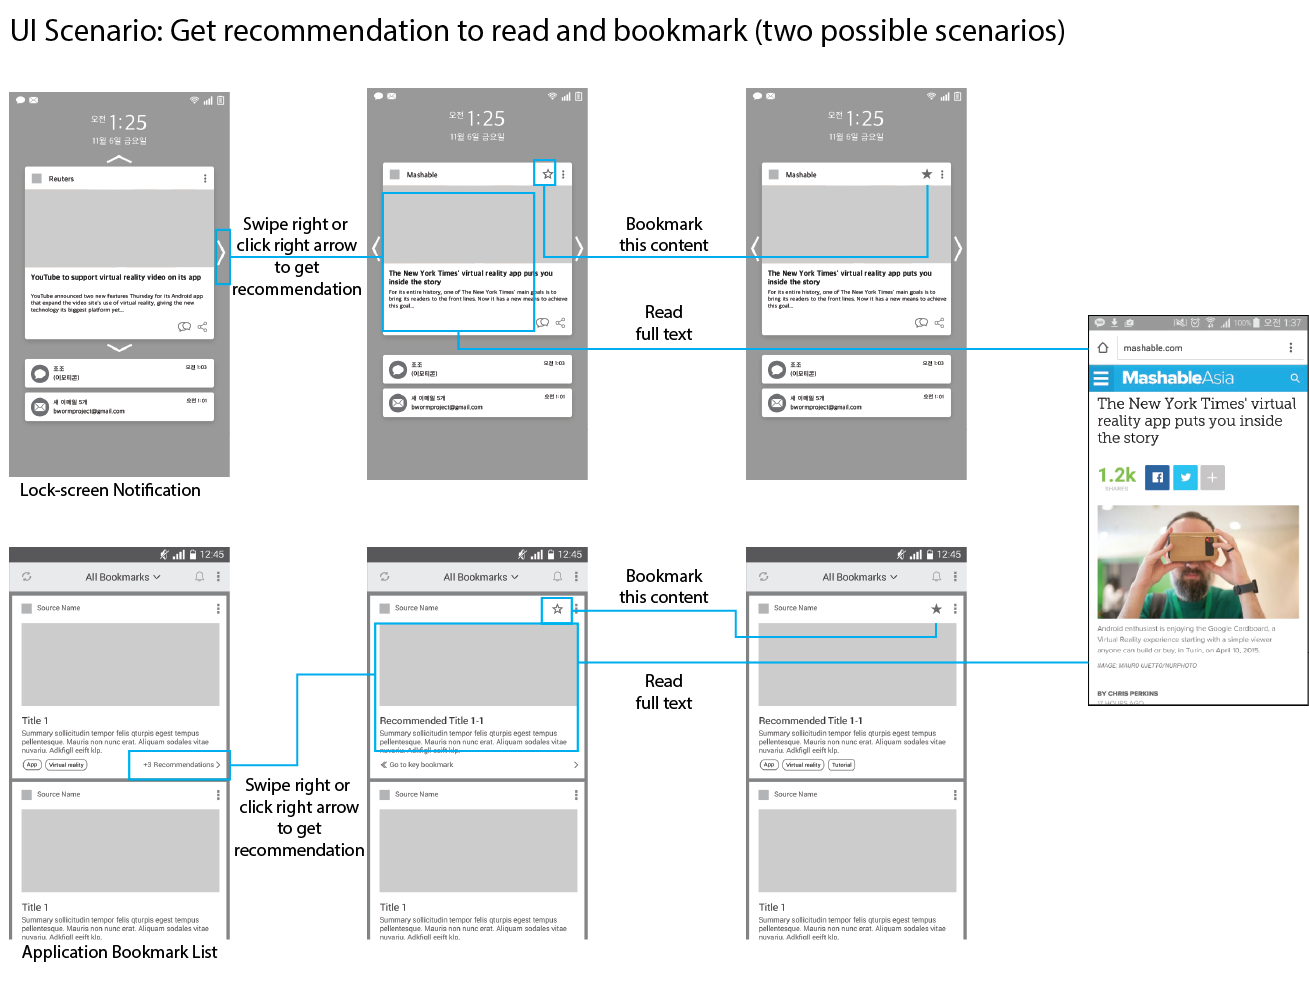 UI Scenario: Get recommendation to read and bookmark (two possible scenarios)
오전 1:25
11월 6일 금요일
Reuters
YouTube to support virtual reality video on its app
YouTube announced two new features Thursday for its Android app
that expand the video site's use of virtual reality, giving the new
technology its biggest platform yet...
조조
(이모티콘)
오전 1:03
새 이메일 5개
bwormproject@gmail.com
오전 1:01
Lock-screen Notification
Swipe right or
click right arrow
to get
recommendation
오전 1:25
11월 6일 금요일
Mashable
The New York Times' virtual reality app puts you
inside the story
For its entire history, one of The New York Times' main goals is to
bring its readers to the front lines. Now it has a new means to achieve
this goal...
조조
(이모티콘)
오전 1:03
새 이메일 5개
bwormproject@gmail.com
오전 1:01
Bookmark
this content
Read
full text
오전 1:25
11월 6일 금요일
Mashable
The New York Times' virtual reality app puts you
inside the story
For its entire history, one of The New York Times' main goals is to
bring its readers to the front lines. Now it has a new means to achieve
this goal...
조조
(이모티콘)
오전 1:03
새 이메일 5개
bwormproject@gmail.com
오전 1:01
100% 오전 1:37
mashable.com
MashableAsia
The New York Times' virtual
reality app puts you inside
the story
1.2k
SHARES
Android enthusiast is enjoying the Google Cardboard, a
Virtual Reality experience starting with a simple viewer
anyone can build or buy, in Turin, on April 10, 2015.
IMAGE: MAURO UJETTO/NURPHOTO
BY CHRIS PERKINS
17 HOURS AGO
12:45
All Bookmarks
Source Name
Title 1
Summary sollicitudin tempor felis qturpis egest tempus
pellentesque. Mauris non nunc erat. Aliquam sodales vitae
nuvariu. Adkfigll eeift klp.
App
Virtual reality
+3 Recommendations
Source Name
Title 1
Summary sollicitudin tempor felis qturpis egest tempus
pellentesque. Mauris non nunc erat. Aliquam sodales vitae
nuvariu. Adkfigll eeift klp.
Application Bookmark List
Swipe right or
click right arrow
to get
recommendation
12:45
All Bookmarks
Source Name
Recommended Title 1-1
Summary sollicitudin tempor felis qturpis egest tempus
pellentesque. Mauris non nunc erat. Aliquam sodales vitae
nuvariu. Adkfigll eeift klp.
Go to key bookmark
Source Name
Title 1
Summary sollicitudin tempor felis qturpis egest tempus
pellentesque. Mauris non nunc erat. Aliquam sodales vitae
nuvariu. Adkfigll eeift klp.
Bookmark
this content
Read
full text
12:45
All Bookmarks
Source Name
Recommended Title 1-1
Summary sollicitudin tempor felis qturpis egest tempus
pellentesque. Mauris non nunc erat. Aliquam sodales vitae
nuvariu. Adkfigll eeift klp.
App
Virtual reality
Tutorial
Source Name
Title 1
Summary sollicitudin tempor felis qturpis egest tempus
pellentesque. Mauris non nunc erat. Aliquam sodales vitae
nuvariu. Adkfigll eeift klp.